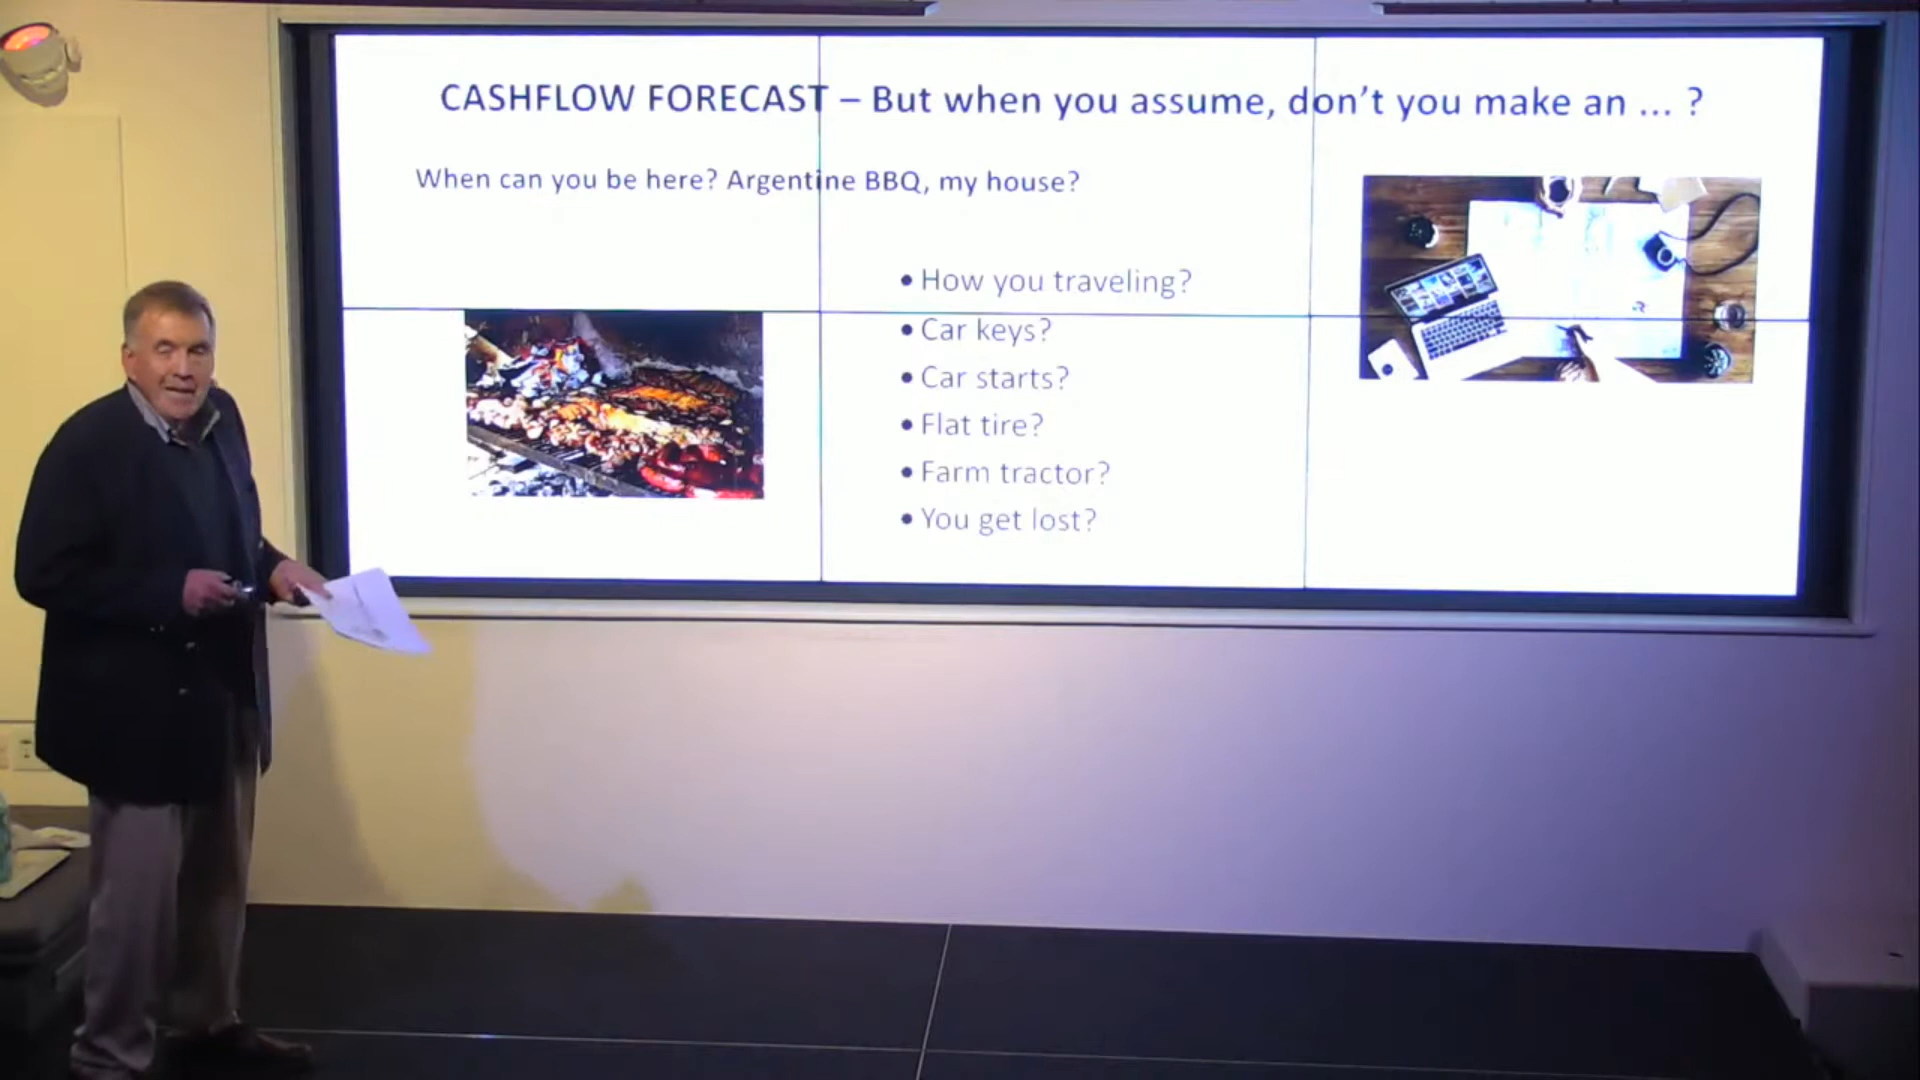 CASHFLOW FORECAST – But when you assume, don't you make an ... ?
When can you be here? Argentine BBQ, my house?
• How you traveling?
• Car keys?
• Car starts?
• Flat tire?
• Farm tractor?
• You get lost?